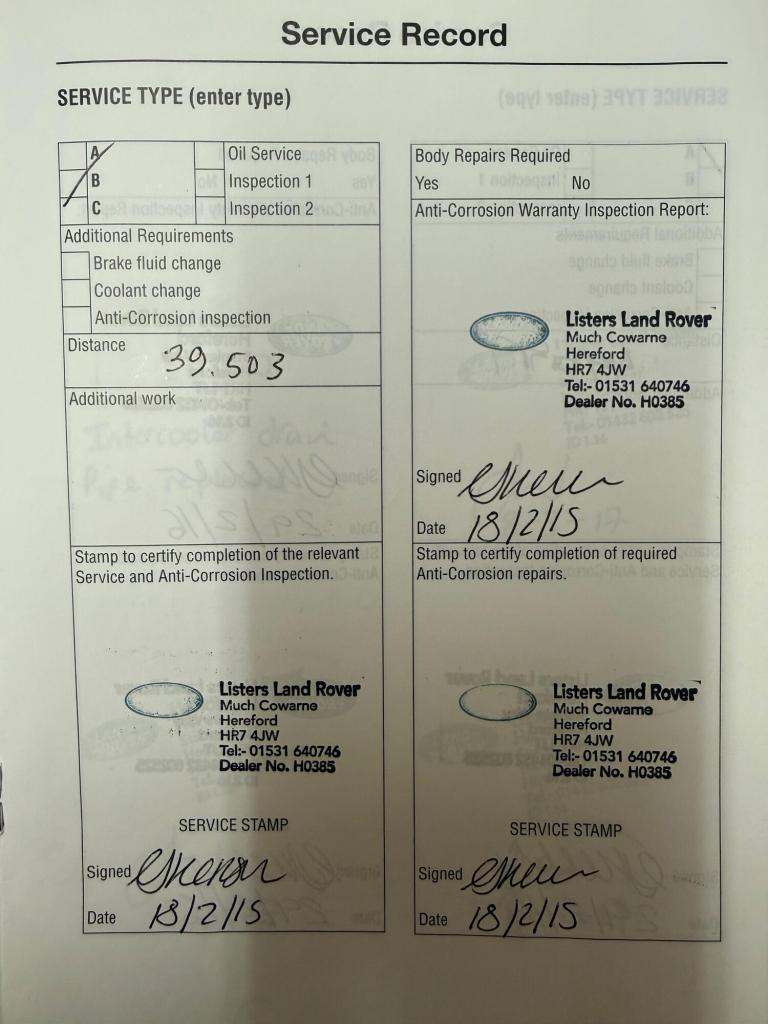 Service Record
SERVICE TYPE (enter type)
A
B
C
Oil Service
Inspection 1
Inspection 2
Additional Requirements
Brake fluid change
Coolant change
Anti-Corrosion inspection
Distance
39.503
Additional work
Stamp to certify completion of the relevant
Service and Anti-Corrosion Inspection.
Listers Land Rover
Much Cowarne
Hereford
HR7 4JW
Tel:- 01531 640746
Dealer No. H0385
SERVICE STAMP
Signed
Date 18/2/15
Body Repairs Required
Yes No
Anti-Corrosion Warranty Inspection Report:
Listers Land Rover
Much Cowarne
Hereford
HR7 4JW
Tel:- 01531 640746
Dealer No. H0385
Signed
Date 18/2/15
Stamp to certify completion of required
Anti-Corrosion repairs.
Listers Land Rover
Much Cowarne
Hereford
HR7 4JW
Tel:- 01531 640746
Dealer No. H0385
SERVICE STAMP
Signed
Date 18/2/15